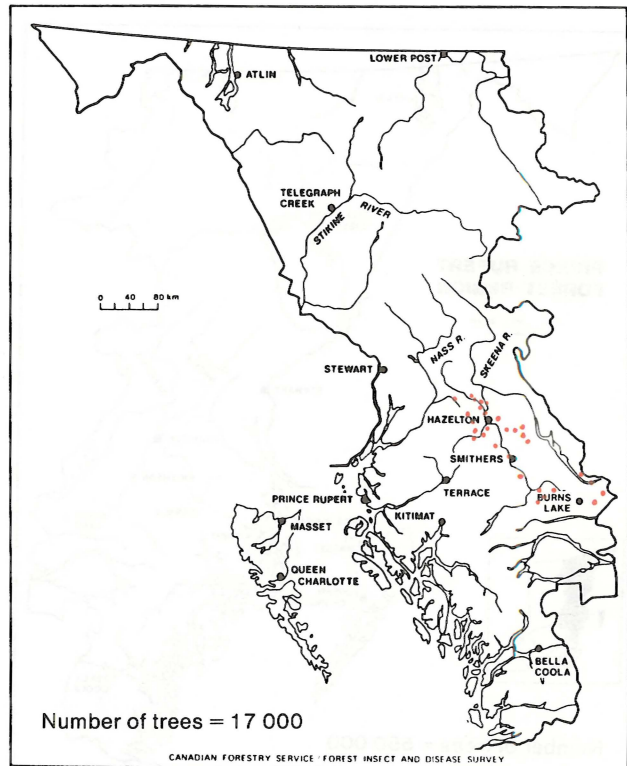 LOWER POST
ATLIN
TELEGRAPH
CREEK
STIKINE
RIVER
0 40 80 km
NASS R.
SKEENA R.
STEWART
HAZELTON
SMITHERS
TERRACE
PRINCE RUPERT
BURNS
LAKE
KITIMAT
MASSET
QUEEN
CHARLOTTE
BELLA
COOLA
Number of trees = 17 000
CANADIAN FORESTRY SERVICE / FOREST INSECT AND DISEASE SURVEY